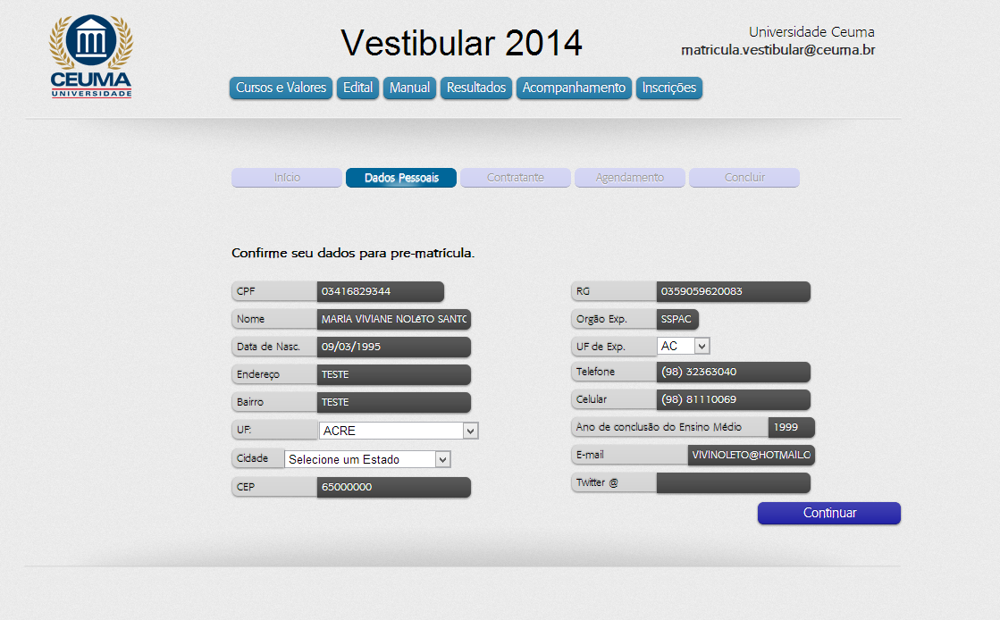 CEUMA
UNIVERSIDADE
Vestibular 2014
Universidade Ceuma
matricula.vestibular@ceuma.br
Cursos e Valores Edital Manual Resultados Acompanhamento Inscrições
Início Dados Pessoais Contratante Agendamento Concluir
Confirme seu dados para pre-matrícula.
CPF 03416829344
Nome MARIA VIVIANE NOLéTO SANTO
Data de Nasc. 09/03/1995
Endereço TESTE
Bairro TESTE
UF: ACRE
Cidade Selecione um Estado
CEP 65000000
RG 0359059620083
Orgão Exp. SSPAC
UF de Exp. AC
Telefone (98) 32363040
Celular (98) 81110069
Ano de conclusão do Ensino Médio 1999
E-mail VIVINOLETO@HOTMAIL.C
Twitter @
Continuar